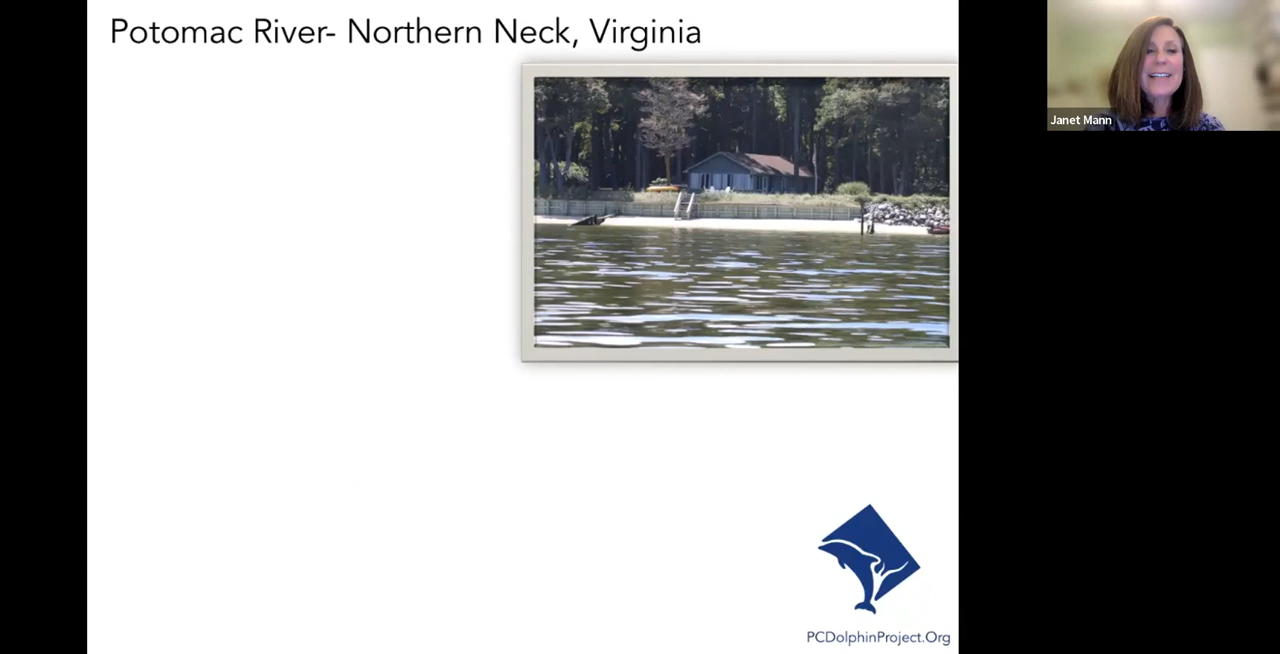 Potomac River- Northern Neck, Virginia
Janet Mann
PCDolphinProject.Org